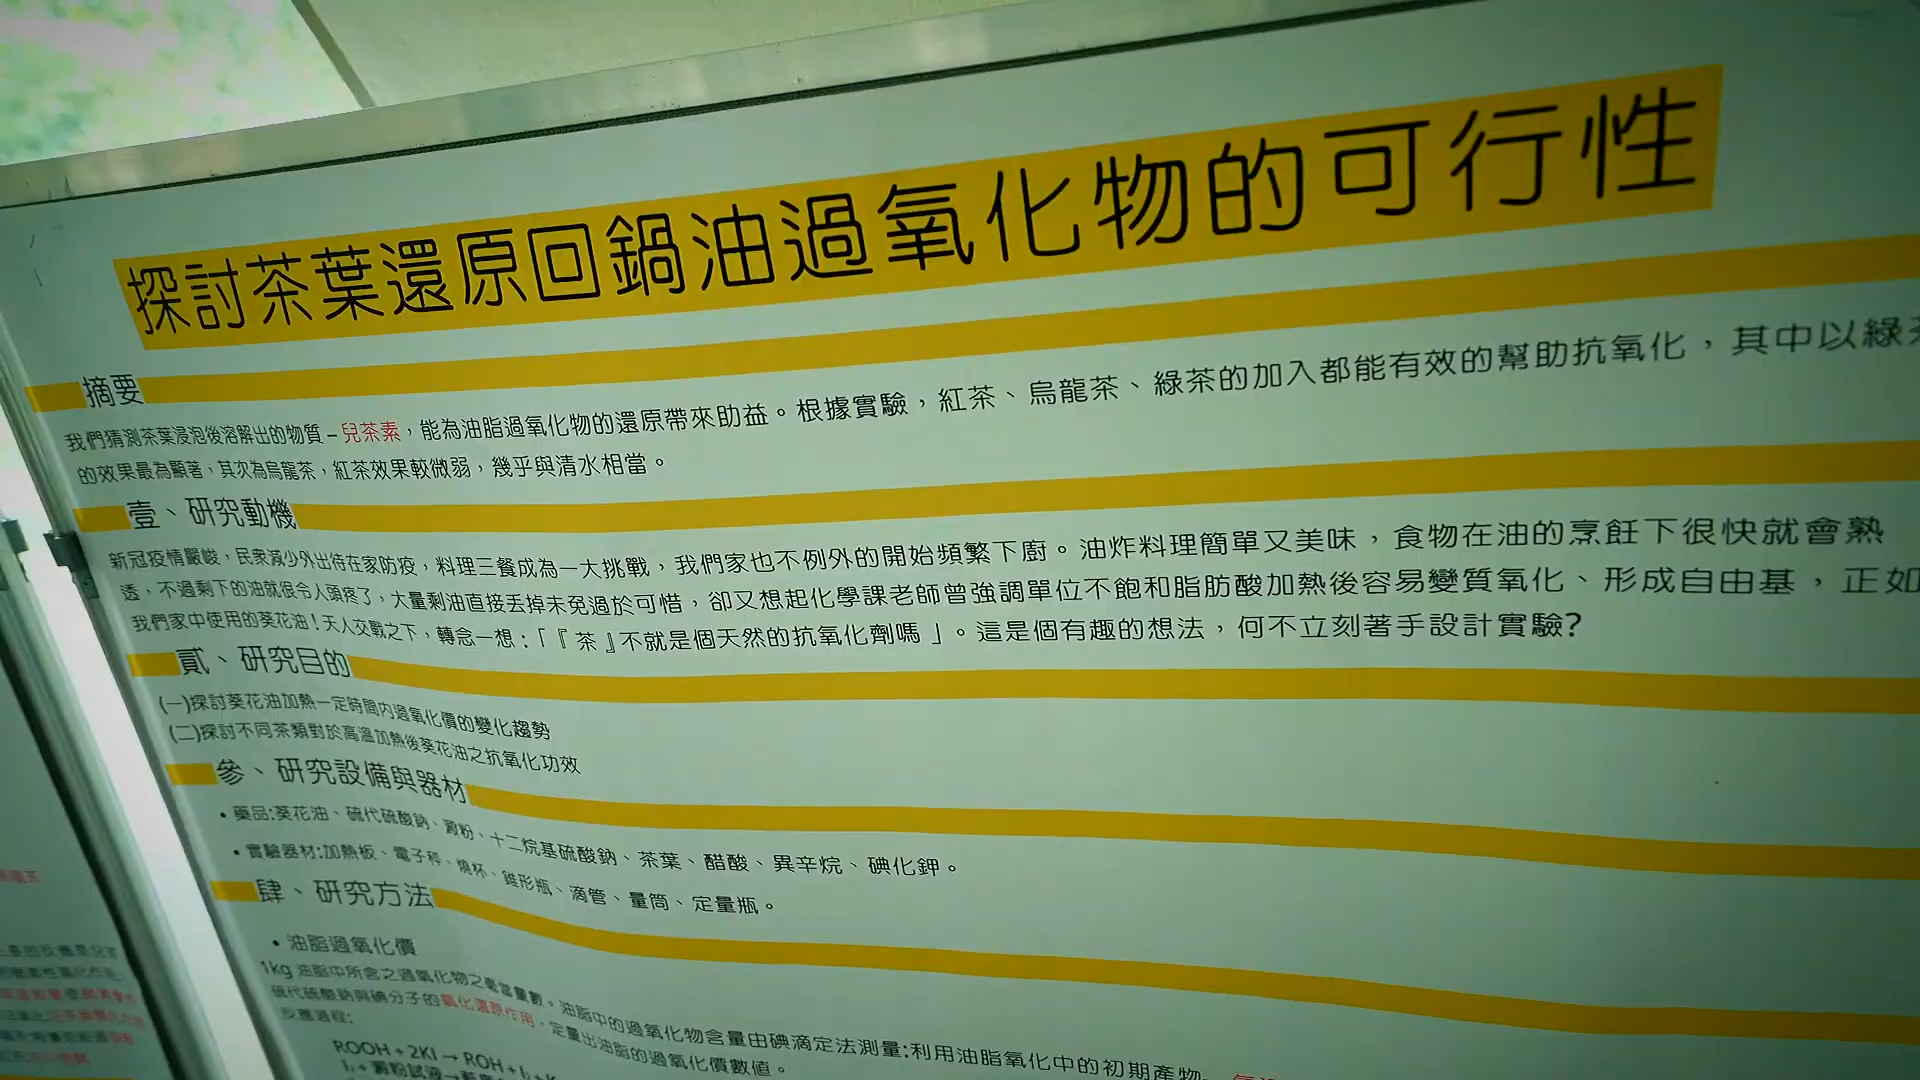 探討茶葉還原回鍋油過氧化物的可行性
摘要
我們猜測茶葉浸泡後溶解出的物質–兒茶素，能為油脂過氧化物的還原帶來助益。根據實驗，紅茶、烏龍茶、綠茶的加入都能有效的幫助抗氧化，其中以綠茶
的效果最為顯著，其次為烏龍茶，紅茶效果較微弱，幾乎與清水相當。
壹、研究動機
新冠疫情嚴峻，民眾減少外出待在家防疫，料理三餐成為一大挑戰，我們家也不例外的開始頻繁下廚。油炸料理簡單又美味，食物在油的烹飪下很快就會熟
透，不過剩下的油就很令人頭疼了，大量剩油直接丟掉未免過於可惜，卻又想起化學課老師曾強調單位不飽和脂肪酸加熱後容易變質氧化、形成自由基，正如
我們家中使用的葵花油！天人交戰之下，轉念一想：「『茶』不就是個天然的抗氧化劑嗎」。這是個有趣的想法，何不立刻著手設計實驗？
貳、研究目的
(一)探討葵花油加熱一定時間內過氧化價的變化趨勢
(二)探討不同茶類對於高溫加熱後葵花油之抗氧化功效
參、研究設備與器材
• 藥品:葵花油、硫代硫酸鈉、澱粉、十二烷基硫酸鈉、茶葉、醋酸、異辛烷、碘化鉀。
• 實驗器材:加熱板、電子秤、燒杯、錐形瓶、滴管、量筒、定量瓶。
肆、研究方法
• 油脂過氧化價
1kg 油脂中所含之過氧化物之毫當量數。油脂中的過氧化物含量由碘滴定法測量:利用油脂氧化中的初期產物
硫代硫酸鈉與碘分子的氧化還原作用，定量出油脂的過氧化價數值。
反應過程:
ROOH + 2KI → ROH + I₂ + K
I₂ + 澱粉試液→